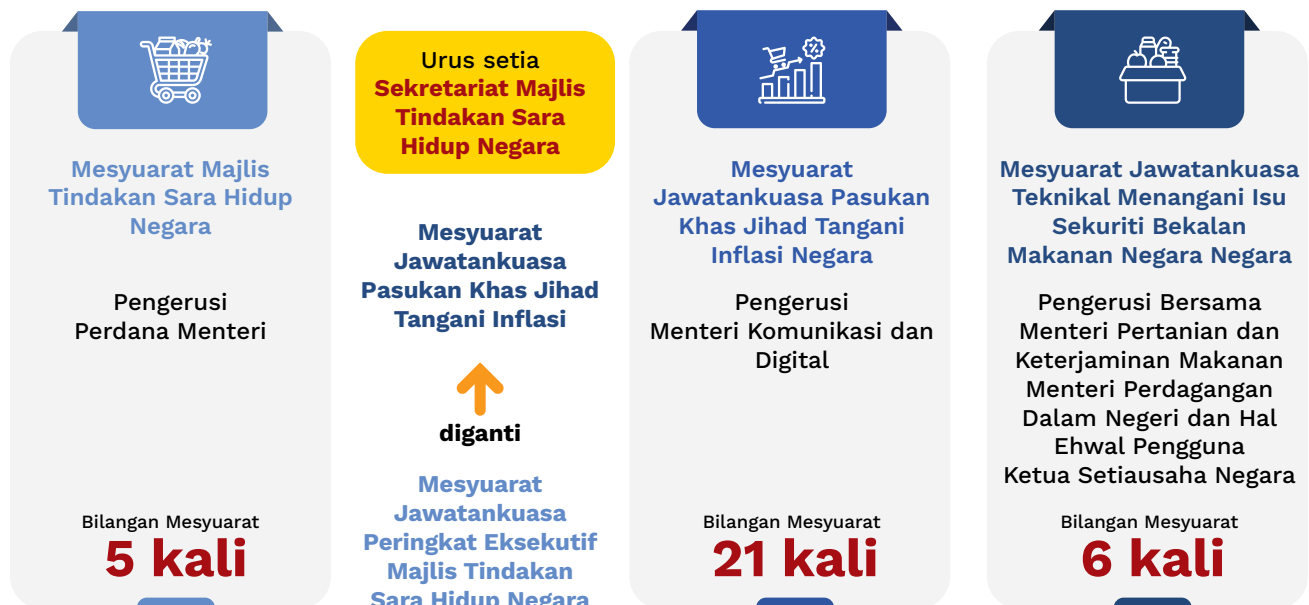 Mesyuarat Majlis
Tindakan Sara Hidup
Negara
Pengerusi
Perdana Menteri
Bilangan Mesyuarat
5 kali
Urus setia
Sekretariat Majlis
Tindakan Sara
Hidup Negara
Mesyuarat
Jawatankuasa
Pasukan Khas Jihad
Tangani Inflasi
diganti
Mesyuarat
Jawatankuasa
Peringkat Eksekutif
Majlis Tindakan
Sara Hidup Negara
Mesyuarat
Jawatankuasa Pasukan
Khas Jihad Tangani
Inflasi Negara
Pengerusi
Menteri Komunikasi dan
Digital
Bilangan Mesyuarat
21 kali
Mesyuarat Jawatankuasa
Teknikal Menangani Isu
Sekuriti Bekalan
Makanan Negara Negara
Pengerusi Bersama
Menteri Pertanian dan
Keterjaminan Makanan
Menteri Perdagangan
Dalam Negeri dan Hal
Ehwal Pengguna
Ketua Setiausaha Negara
Bilangan Mesyuarat
6 kali